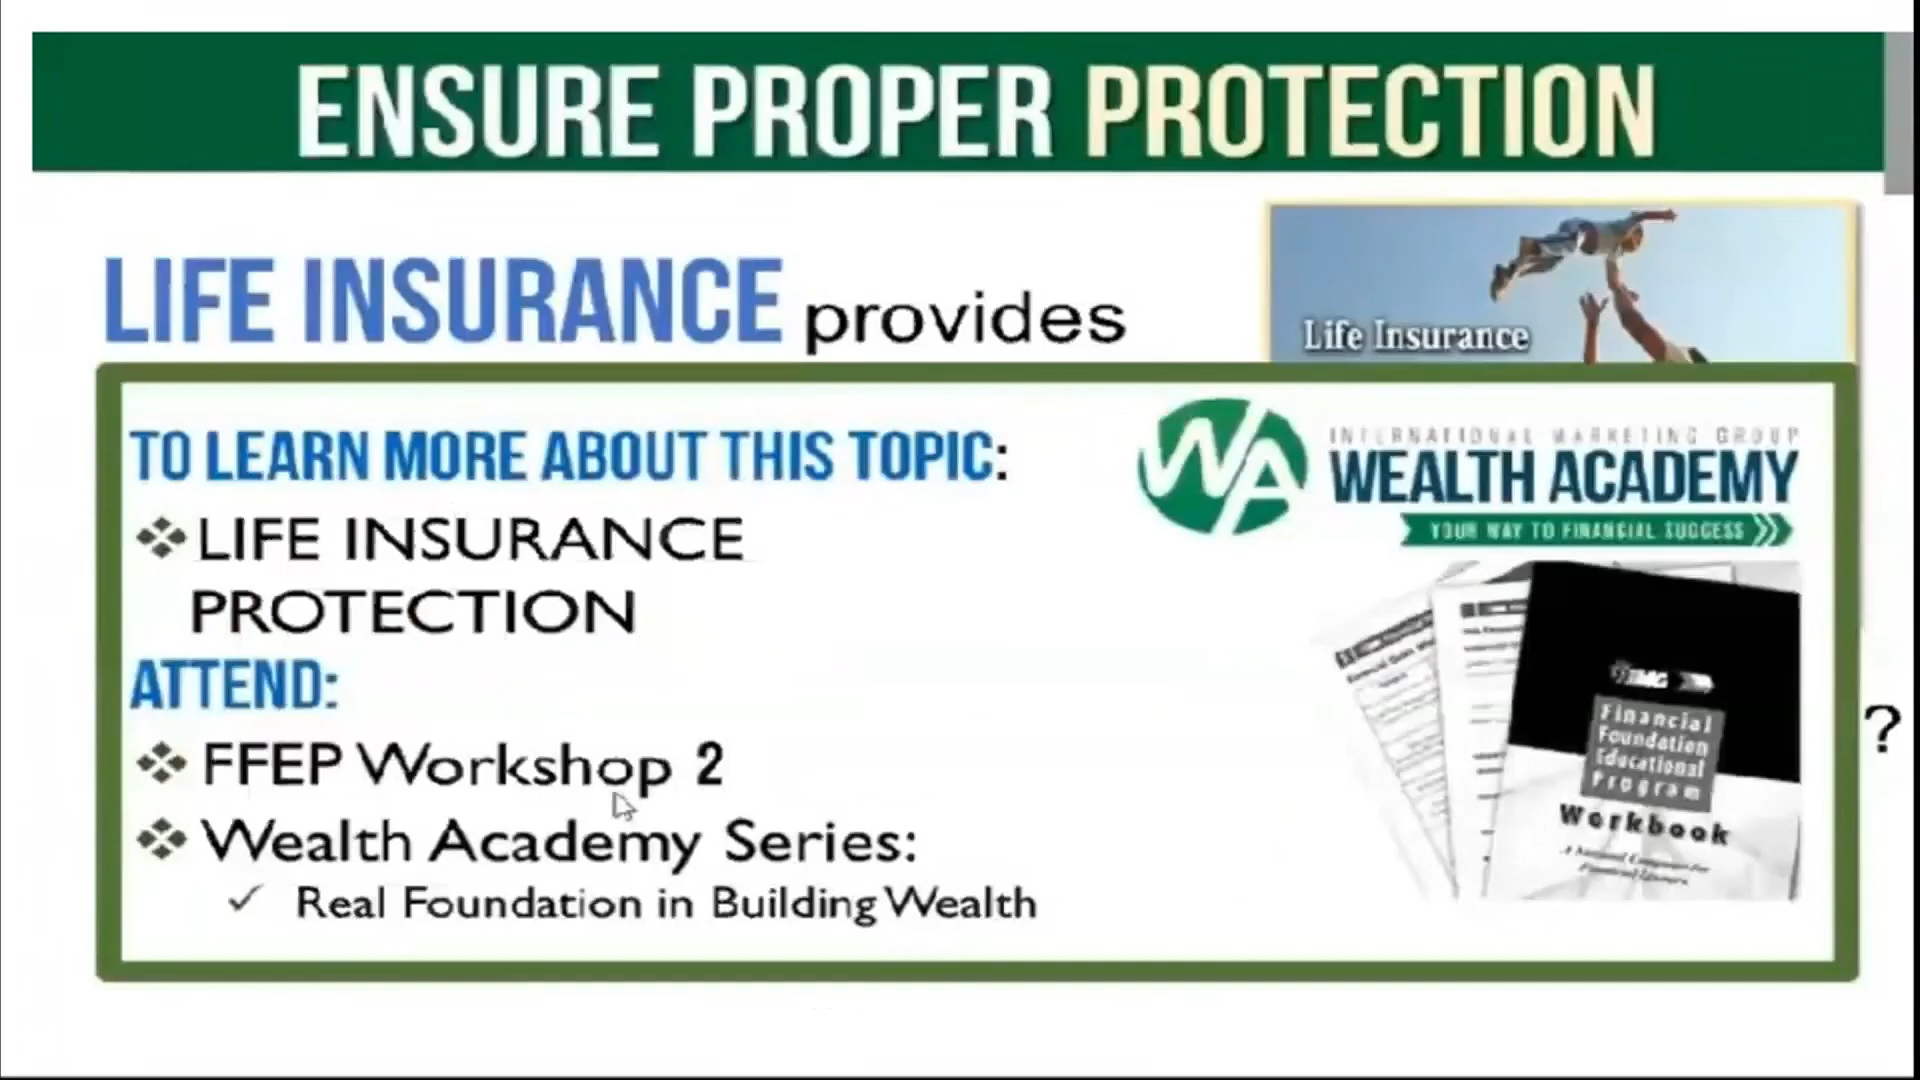 ENSURE PROPER PROTECTION
LIFE INSURANCE provides
Life Insurance
TO LEARN MORE ABOUT THIS TOPIC:
LIFE INSURANCE
PROTECTION
ATTEND:
FFEP Workshop 2
Wealth Academy Series:
✓ Real Foundation in Building Wealth
WA
INTERNATIONAL MARKETING GROUP
WEALTH ACADEMY
YOUR WAY TO FINANCIAL SUCCESS
IMG
Financial
Foundation
Educational
Program
Workbook
?